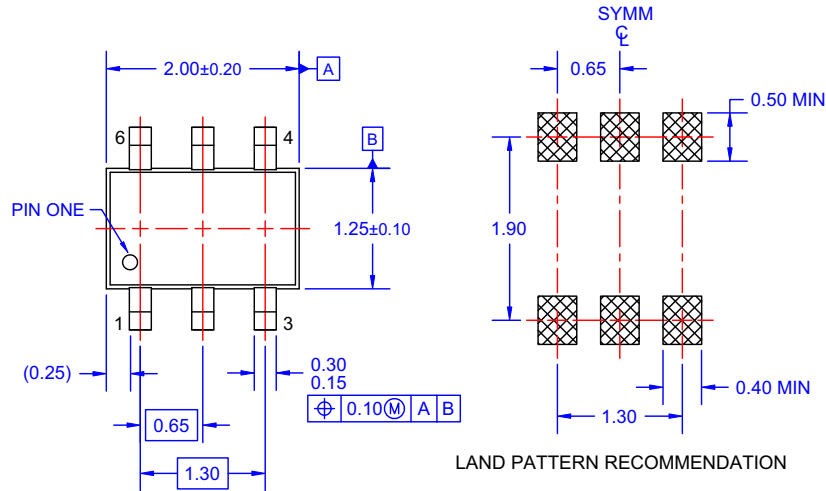 SYMM
℄
2.00±0.20
A
0.65
0.50 MIN
6
4
B
PIN ONE
1.25±0.10
1.90
1
3
(0.25)
0.30
0.15
⌖ 0.10Ⓜ A B
0.40 MIN
0.65
1.30
1.30
LAND PATTERN RECOMMENDATION